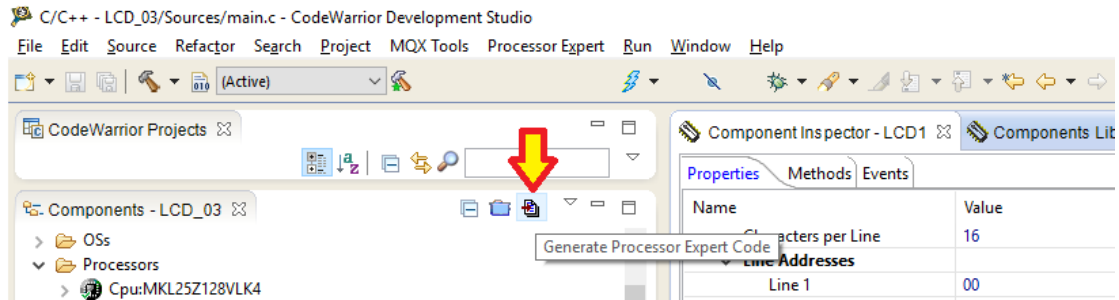 C/C++ - LCD_03/Sources/main.c - CodeWarrior Development Studio
File Edit Source Refactor Search Project MQX Tools Processor Expert Run Window Help
010 (Active)
CodeWarrior Projects
Component Inspector - LCD1 Components Lib
a z
Properties Methods Events
Components - LCD_03
Name Value
OSs
Generate Processor Expert Code
Characters per Line 16
Processors
Line Addresses
Cpu:MKL25Z128VLK4
Line 1 00